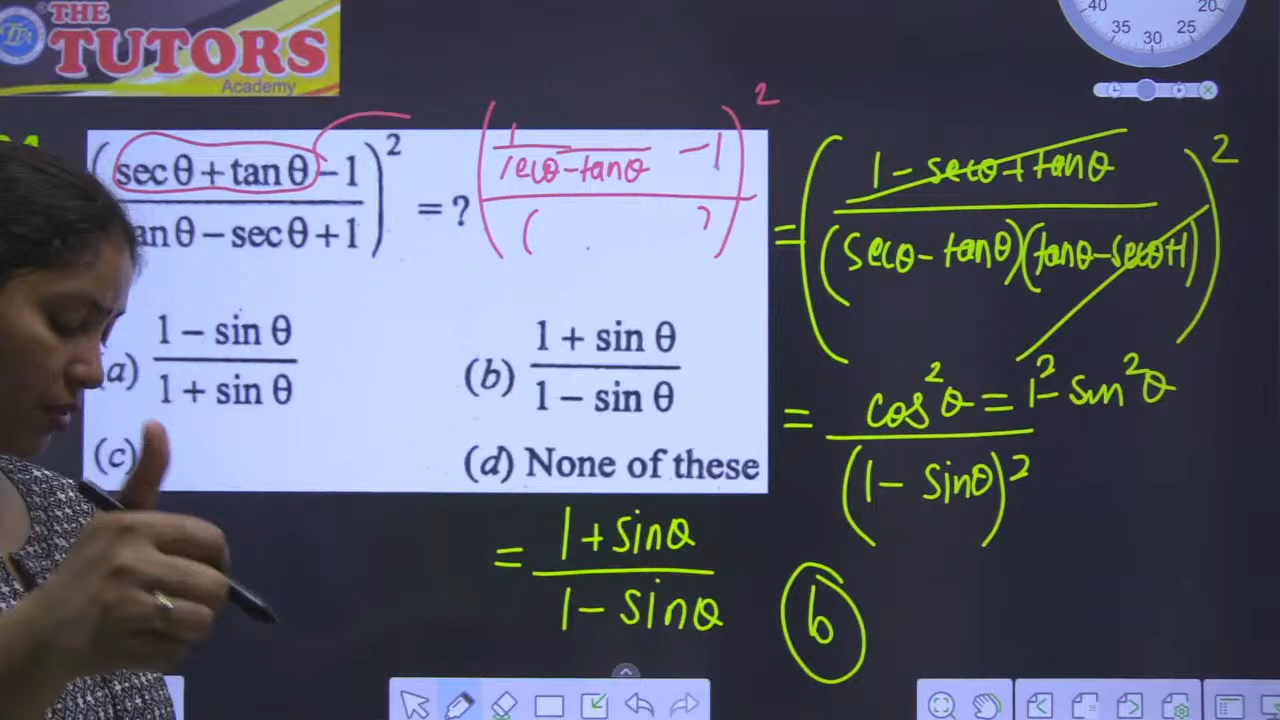 THE
TUTORS
Academy
40 35 30 25 20
(sec θ + tan θ − 1)²
an θ − sec θ + 1
= ?
(1/(secθ − tanθ) − 1)²
( )
= (1 − secθ + tanθ)²
(secθ − tanθ)(tanθ − secθ+1)
(a) 1 − sin θ
1 + sin θ
(b) 1 + sin θ
1 − sin θ
(c)
(d) None of these
= cos²θ = 1² − sin²θ
(1 − sinθ)²
= 1 + sinθ
1 − sinθ
b